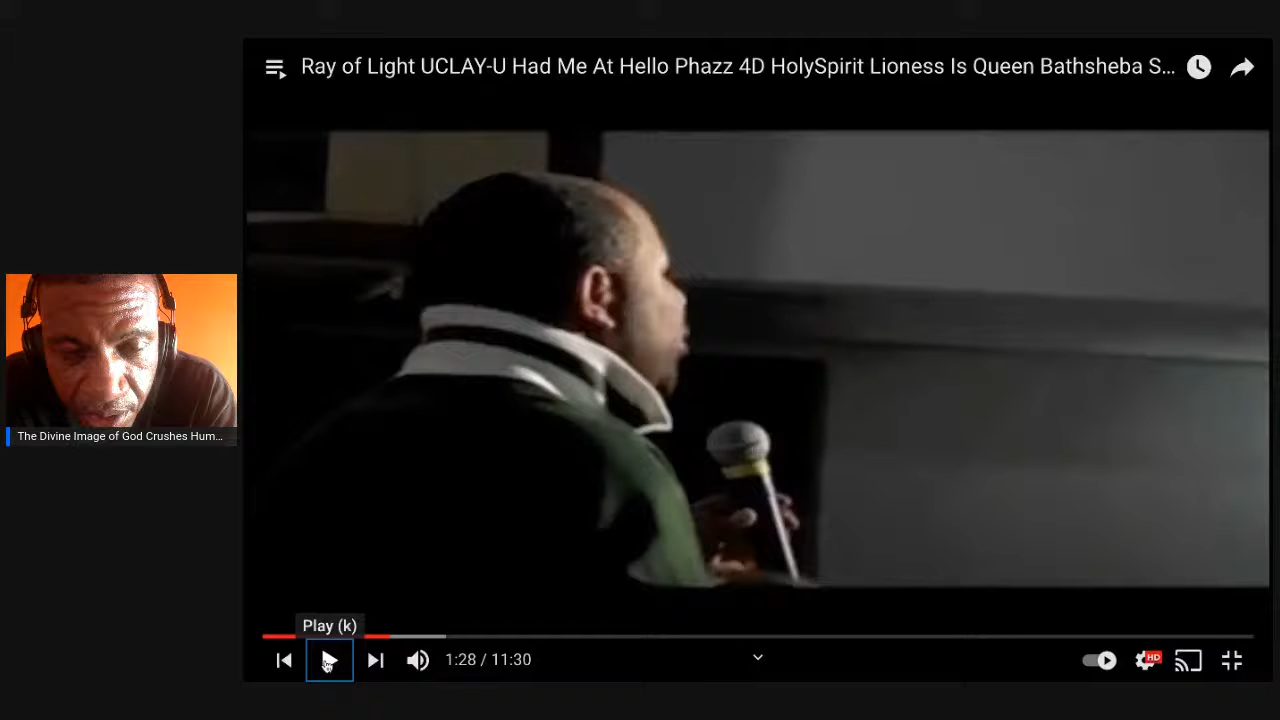 Ray of Light UCLAY-U Had Me At Hello Phazz 4D HolySpirit Lioness Is Queen Bathsheba S...
The Divine Image of God Crushes Hum...
Play (k)
1:28 / 11:30
HD